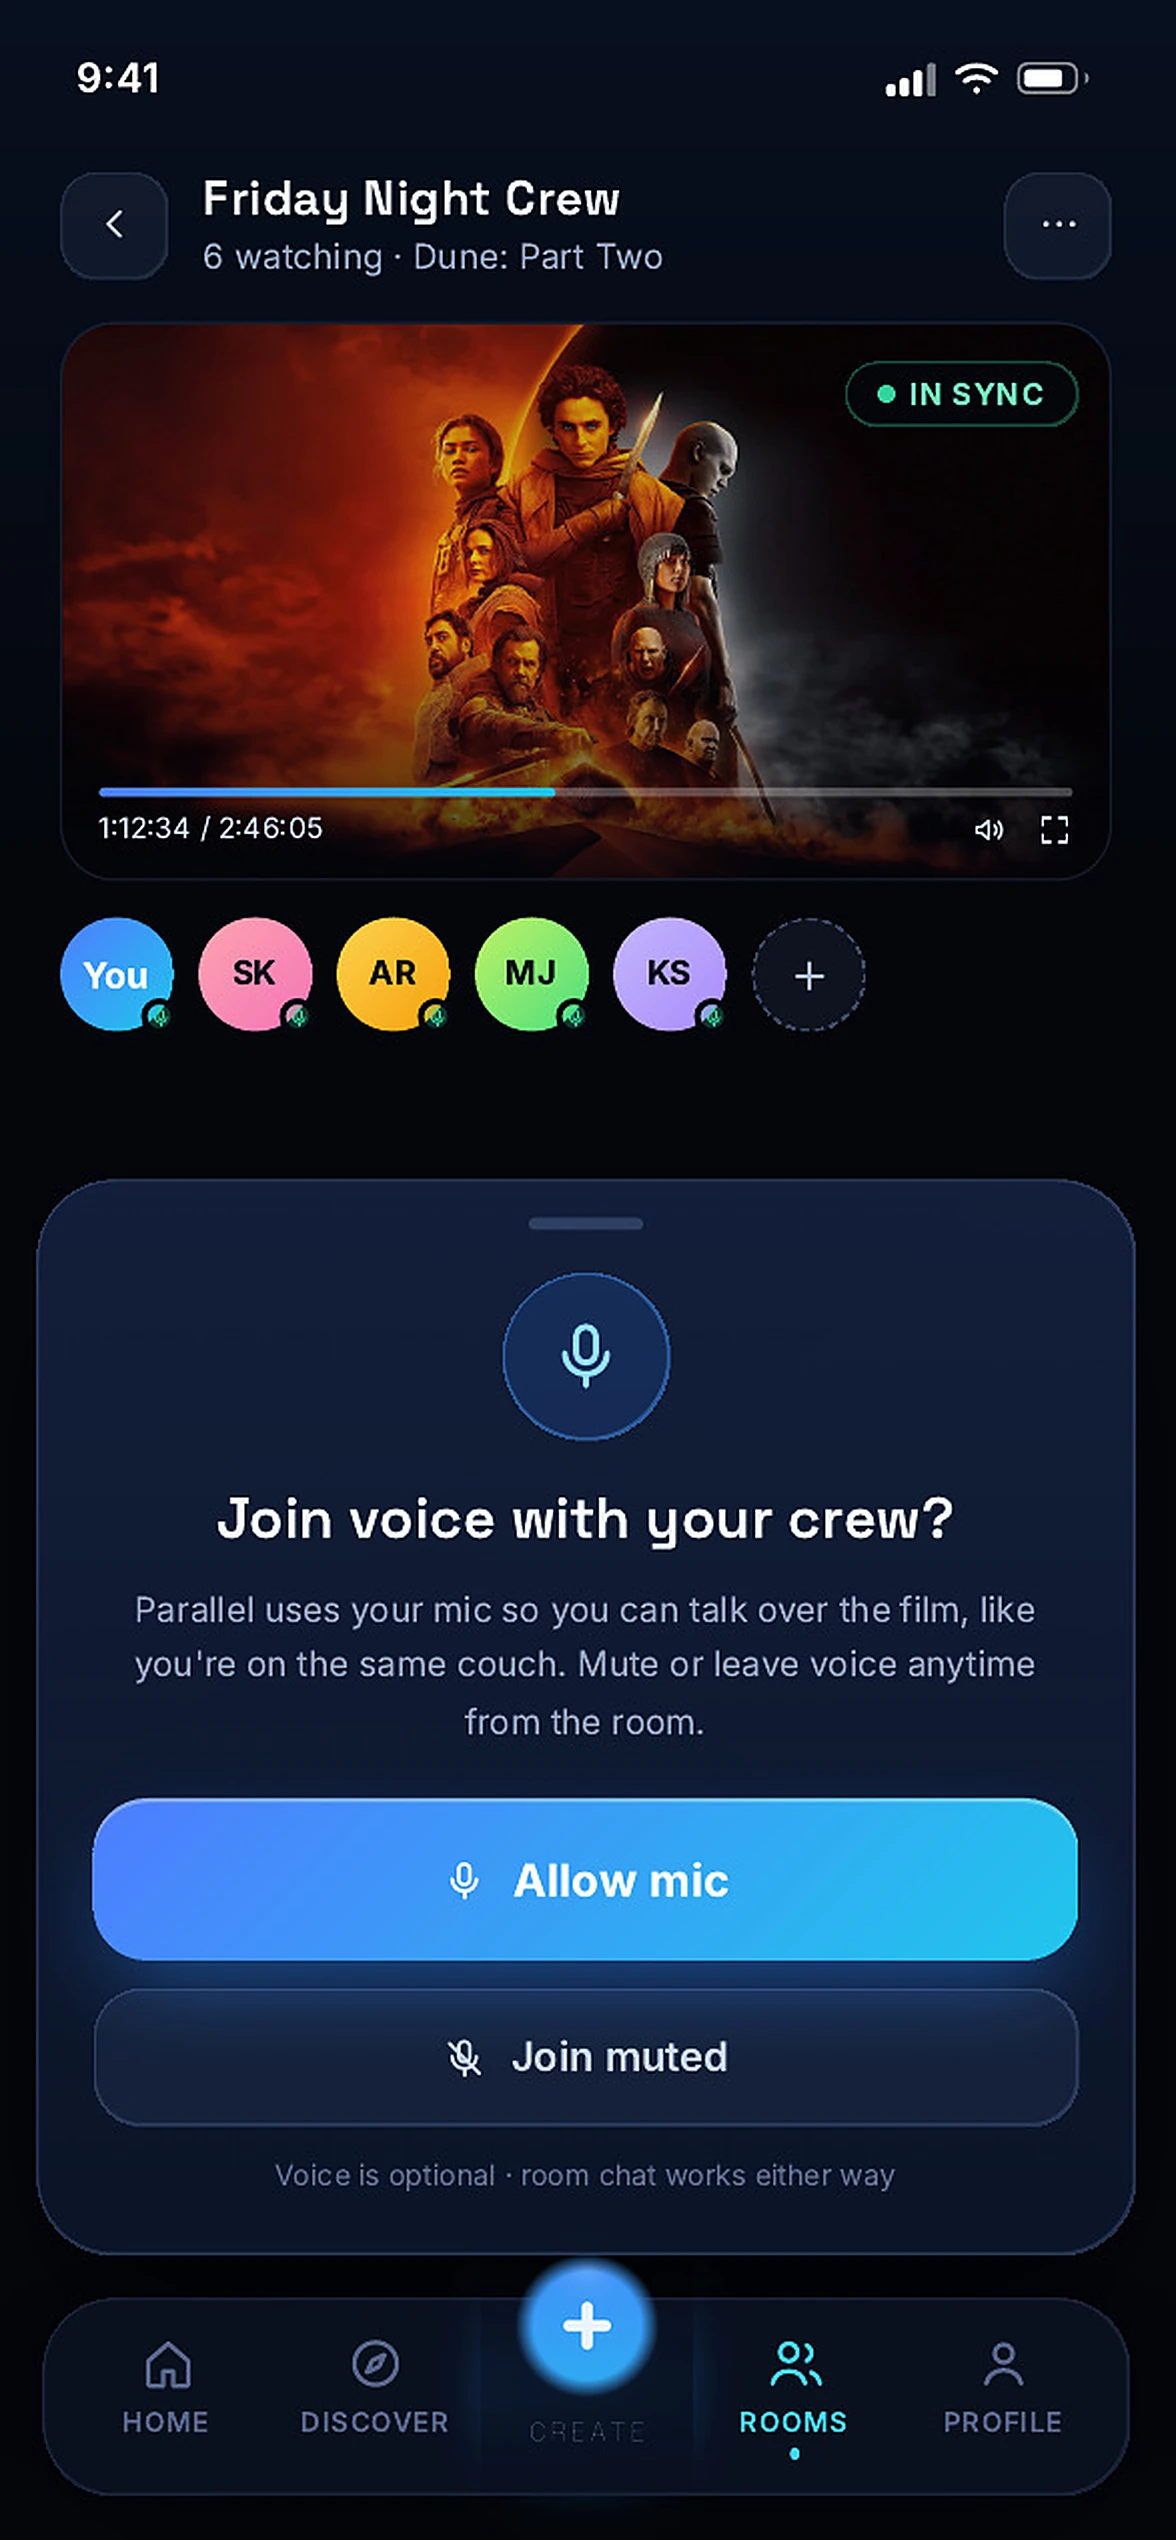 9:41
Friday Night Crew
6 watching · Dune: Part Two
IN SYNC
1:12:34 / 2:46:05
You
SK
AR
MJ
KS
Join voice with your crew?
Parallel uses your mic so you can talk over the film, like
you're on the same couch. Mute or leave voice anytime
from the room.
Allow mic
Join muted
Voice is optional · room chat works either way
HOME
DISCOVER
CREATE
ROOMS
PROFILE